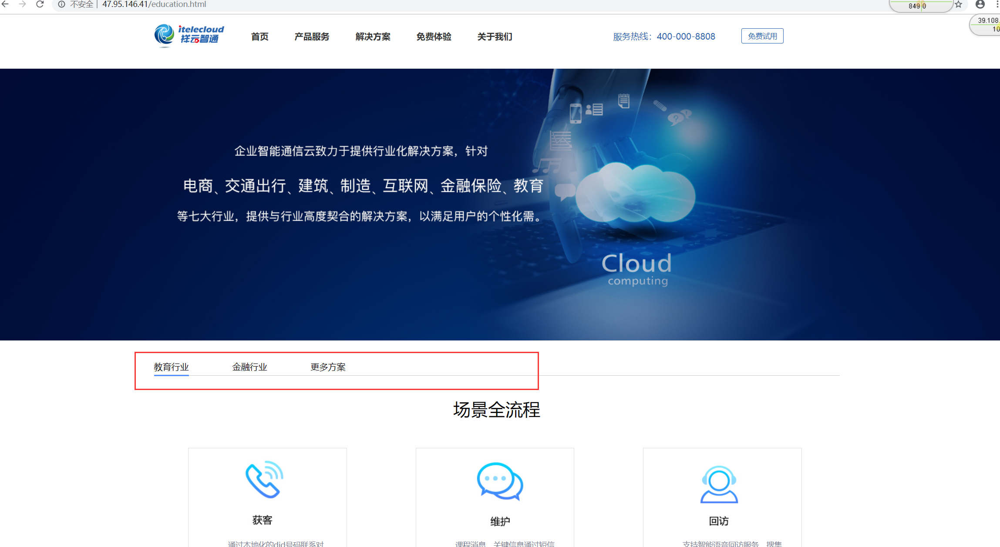 不安全 | 47.95.146.41/education.html
849 0
39.108.
10
itelecloud
祥云智通
首页 产品服务 解决方案 免费体验 关于我们 服务热线：400-000-8808 免费试用
企业智能通信云致力于提供行业化解决方案，针对
电商、交通出行、建筑、制造、互联网、金融保险、教育
等七大行业，提供与行业高度契合的解决方案，以满足用户的个性化需。
Cloud
computing
教育行业 金融行业 更多方案
场景全流程
获客 维护 回访
通过本地化的did号码联系对 课程消息、关键信息通过短信 支持智能语音回访服务，搜集